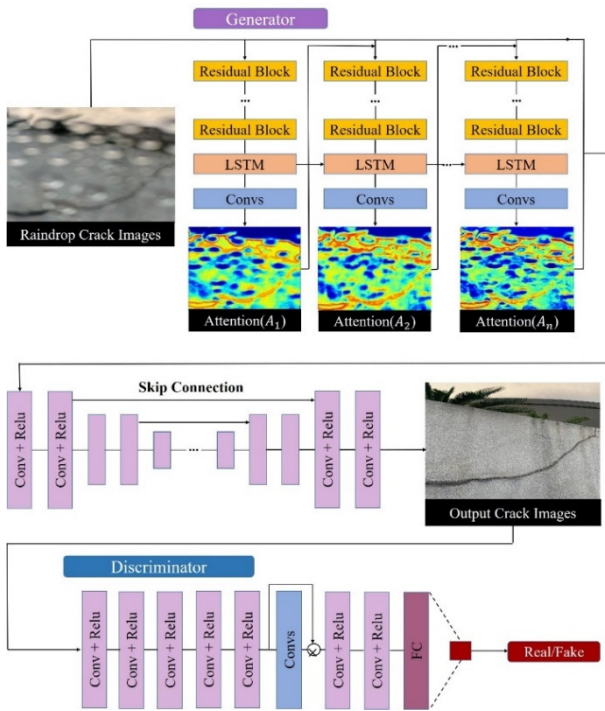 Generator
Residual Block
Residual Block
Residual Block
...
...
...
...
Residual Block
Residual Block
Residual Block
LSTM
LSTM
...
LSTM
Convs
Convs
Convs
Raindrop Crack Images
Attention(A₁)
Attention(A₂)
Attention(Aₙ)
Skip Connection
Conv + Relu
Conv + Relu
...
Conv + Relu
Conv + Relu
Output Crack Images
Discriminator
Conv + Relu
Conv + Relu
Conv + Relu
Conv + Relu
Conv + Relu
Convs
Conv + Relu
Conv + Relu
FC
Real/Fake